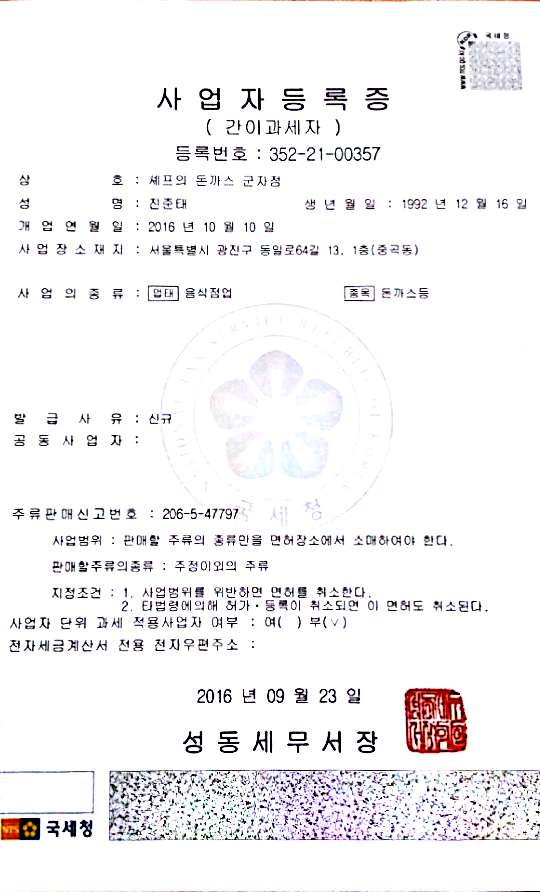 국세청
사 업 자 등 록 증
( 간이과세자 )
등록번호 : 352-21-00357
상 호 : 셰프의 돈까스 군자점
성 명 : 진준태 생 년 월 일 : 1992 년 12 월 16 일
개 업 연 월 일 : 2016 년 10 월 10 일
사 업 장 소 재 지 : 서울특별시 광진구 동일로64길 13, 1층(중곡동)
사 업 의 종 류 : 업태 음식점업 종목 돈까스등
발 급 사 유 : 신규
공 동 사 업 자 :
주류판매신고번호 : 206-5-47797
국세청
사업범위 : 판매할 주류의 종류만을 면허장소에서 소매하여야 한다.
판매할주류의종류 : 주정이외의 주류
지정조건 : 1. 사업범위를 위반하면 면허를 취소한다.
2. 타법령에의해 허가·등록이 취소되면 이 면허도 취소된다.
사업자 단위 과세 적용사업자 여부 : 여( ) 부(∨)
전자세금계산서 전용 전자우편주소 :
2016 년 09 월 23 일
성 동 세 무 서 장
NTS 국세청